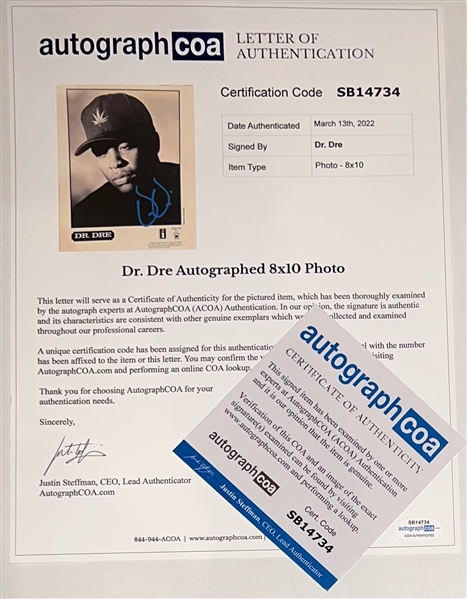 autographcoa
LETTER OF
AUTHENTICATION
Certification Code SB14734
Date Authenticated March 13th, 2022
Signed By Dr. Dre
Item Type Photo - 8x10
DR. DRE
Dr. Dre Autographed 8x10 Photo
This letter will serve as a Certificate of Authenticity for the pictured item, which has been thoroughly examined
by the autograph experts at AutographCOA (ACOA) Authentication. In our opinion, the signature is authentic
and its characteristics are consistent with other genuine exemplars which we collected and examined
throughout our professional careers.
A unique certification code has been assigned for this authentication with the number
has been affixed to the item or this letter. You may confirm the visiting
AutographCOA.com and performing an online COA lookup.
Thank you for choosing AutographCOA for your
authentication needs.
Sincerely,
Justin Steffman, CEO, Lead Authenticator
AutographCOA.com
844-944-ACOA | www.autographcoa.com
autographcoa
CERTIFICATE OF AUTHENTICITY
This signed item has been examined by one or more
experts at AutographCOA (ACOA) Authentication
and it is our opinion that the item is genuine.
Verification of this COA and an image of the exact
signature(s) examined can be found by visiting
www.autographcoa.com and performing a lookup.
autographcoa
Cert. Code
SB14734
Justin Steffman, CEO, Lead Authenticator
SB14734
autographcoa